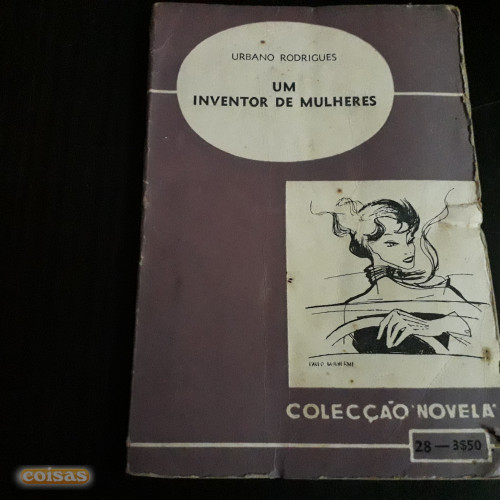 URBANO RODRIGUES
UM
INVENTOR DE MULHERES
COLECÇÃO "NOVELA"
28 — 3$50
coisas